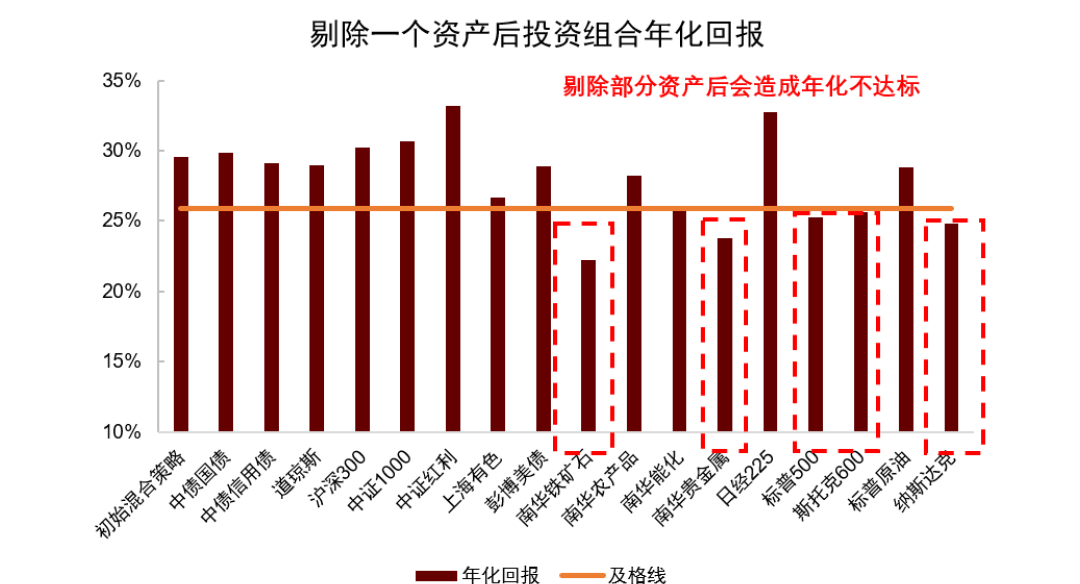 剔除一个资产后投资组合年化回报
剔除部分资产后会造成年化不达标
35%
30%
25%
20%
15%
10%
初始混合策略
中债国债
中债信用债
道琼斯
沪深300
中证1000
中证红利
上海有色
彭博美债
南华铁矿石
南华农产品
南华能化
南华贵金属
日经225
标普500
斯托克600
标普原油
纳斯达克
年化回报 及格线